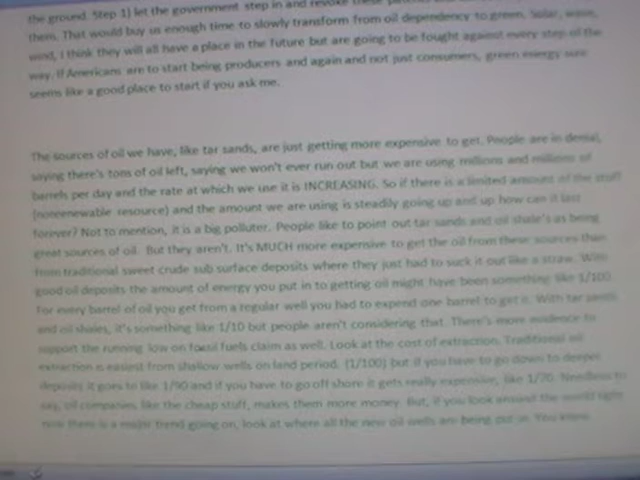 the ground. Step 1) let the government step in and revoke these
them. That would buy us enough time to slowly transform from oil dependency to green. Solar, wave,
wind, I think they will all have a place in the future but are going to be fought against every step of the
way. If Americans are to start being producers and again and not just consumers, green energy sure
seems like a good place to start if you ask me.
The sources of oil we have, like tar sands, are just getting more expensive to get. People are in denial,
saying there's tons of oil left, saying we won't ever run out but we are using millions and millions of
barrels per day and the rate at which we use it is INCREASING. So if there is a limited amount of the stuff
(nonrenewable resource) and the amount we are using is steadily going up and up how can it last
forever? Not to mention, it is a big polluter. People like to point out tar sands and oil shale's as being
great sources of oil. But they aren't. It's MUCH more expensive to get the oil from these sources than
from traditional sweet crude sub surface deposits where they just had to suck it out like a straw. With
good oil deposits the amount of energy you put in to getting oil might have been something like 1/100.
For every barrel of oil you get from a regular well you had to expend one barrel to get it. With tar sands
and oil shales, it's something like 1/10 but people aren't considering that. There's more evidence to
support the running low on fossil fuels claim as well. Look at the cost of extraction. Traditional oil
extraction is easiest from shallow wells on land period. (1/100) but if you have to go down to deeper
deposits it goes to like 1/90 and if you have to go off shore it gets really expensive, like 1/70. Needless to
say, oil companies like the cheap stuff, makes them more money. But, if you look around the world right
now there is a major trend going on, look at where all the new oil wells are being put in. You know